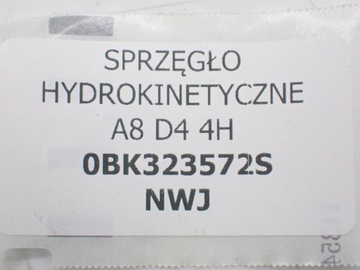 SPRZĘGŁO
HYDROKINETYCZNE
A8 D4 4H
0BK323572S
NWJ